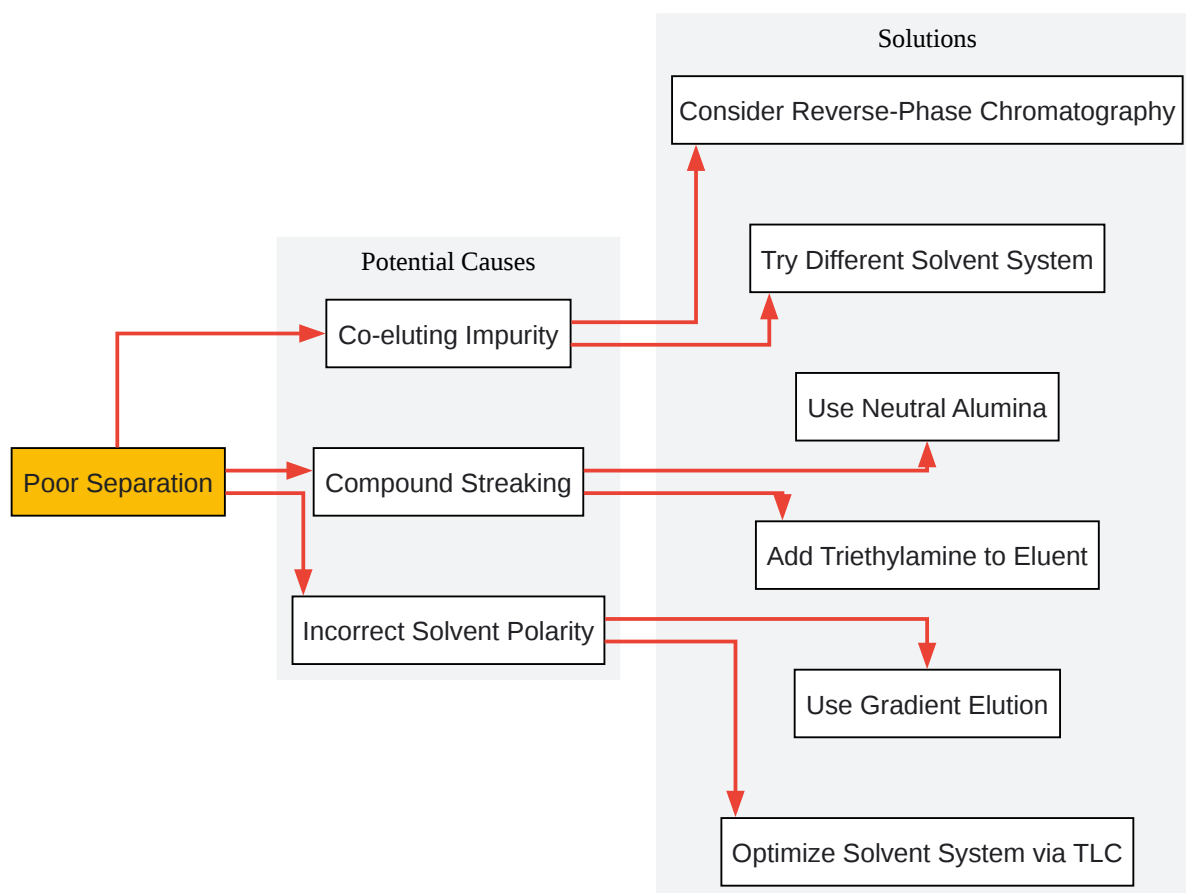 Solutions
Consider Reverse-Phase Chromatography
Try Different Solvent System
Potential Causes
Co-eluting Impurity
Use Neutral Alumina
Poor Separation
Compound Streaking
Add Triethylamine to Eluent
Incorrect Solvent Polarity
Use Gradient Elution
Optimize Solvent System via TLC